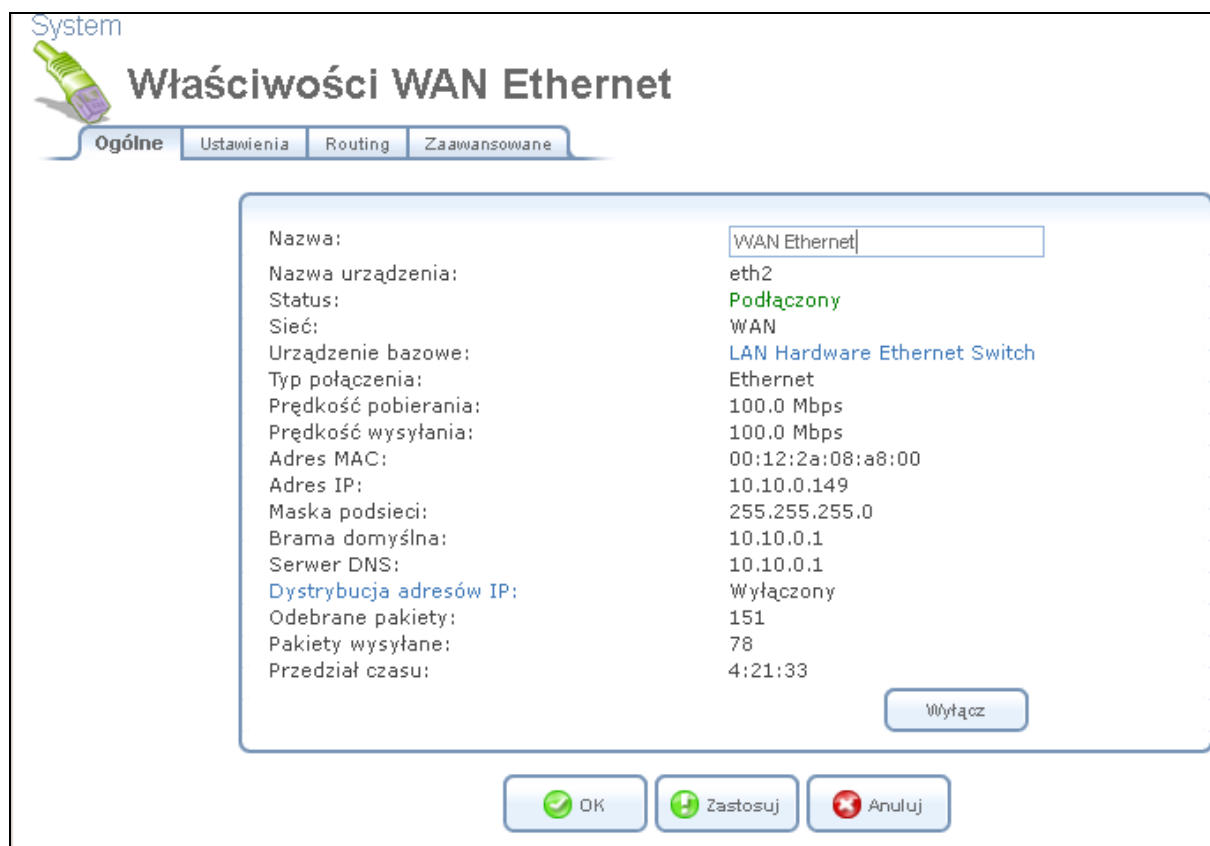 System
Właściwości WAN Ethernet
Ogólne Ustawienia Routing Zaawansowane
Nazwa: WAN Ethernet
Nazwa urządzenia: eth2
Status: Podłączony
Sieć: WAN
Urządzenie bazowe: LAN Hardware Ethernet Switch
Typ połączenia: Ethernet
Prędkość pobierania: 100.0 Mbps
Prędkość wysyłania: 100.0 Mbps
Adres MAC: 00:12:2a:08:a8:00
Adres IP: 10.10.0.149
Maska podsieci: 255.255.255.0
Brama domyślna: 10.10.0.1
Serwer DNS: 10.10.0.1
Dystrybucja adresów IP: Wyłączony
Odebrane pakiety: 151
Pakiety wysyłane: 78
Przedział czasu: 4:21:33
Wyłącz
OK Zastosuj Anuluj